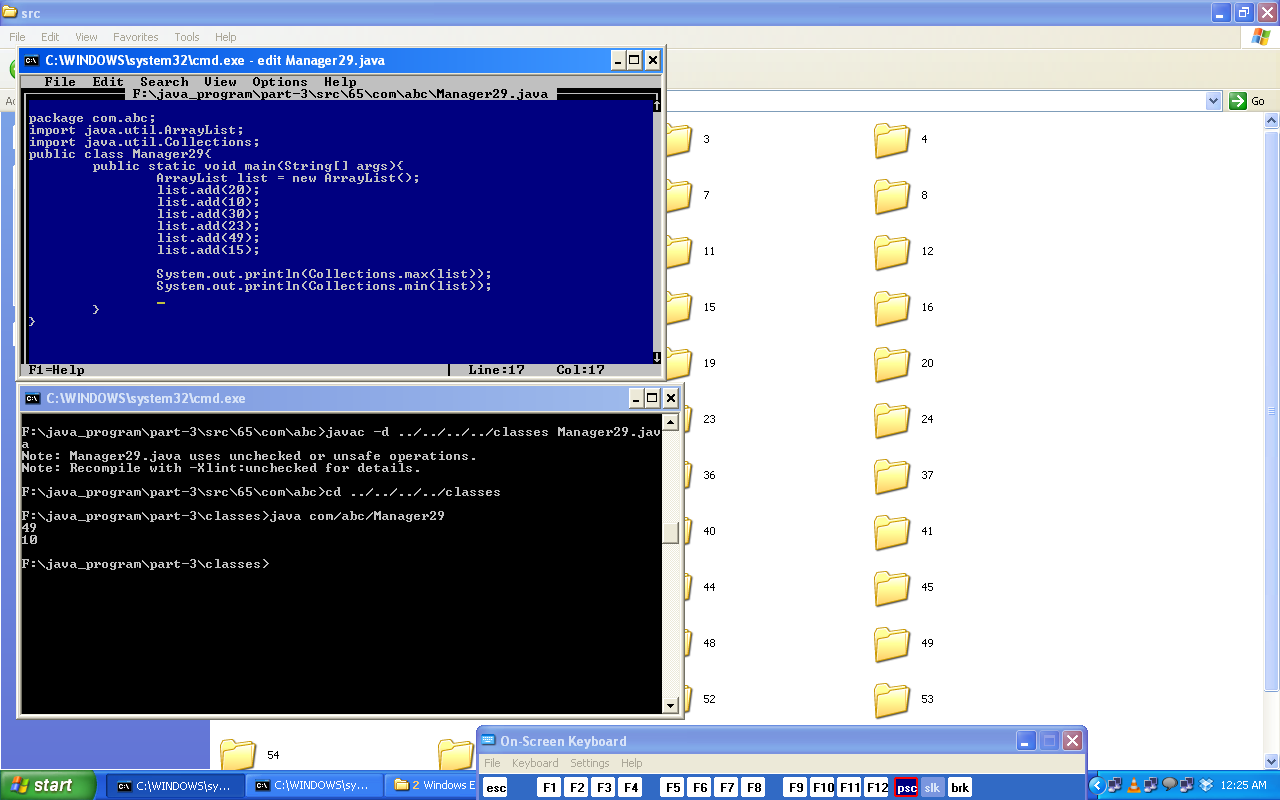 src
File Edit View Favorites Tools Help
C:\WINDOWS\system32\cmd.exe - edit Manager29.java
File Edit Search View Options Help
F:\java_program\part-3\src\65\com\abc\Manager29.java
package com.abc;
import java.util.ArrayList;
import java.util.Collections;
public class Manager29{
public static void main(String[] args){
ArrayList list = new ArrayList();
list.add(20);
list.add(10);
list.add(30);
list.add(23);
list.add(49);
list.add(15);
System.out.println(Collections.max(list));
System.out.println(Collections.min(list));
_
}
}
F1=Help Line:17 Col:17
C:\WINDOWS\system32\cmd.exe
F:\java_program\part-3\src\65\com\abc>javac -d ../../../../classes Manager29.jav
a
Note: Manager29.java uses unchecked or unsafe operations.
Note: Recompile with -Xlint:unchecked for details.
F:\java_program\part-3\src\65\com\abc>cd ../../../../classes
F:\java_program\part-3\classes>java com/abc/Manager29
49
10
F:\java_program\part-3\classes>
Go
3 4
7 8
11 12
15 16
19 20
23 24
36 37
40 41
44 45
48 49
52 53
54
On-Screen Keyboard
File Keyboard Settings Help
esc F1 F2 F3 F4 F5 F6 F7 F8 F9 F10 F11 F12 psc slk brk
start C:\WINDOWS\sy... C:\WINDOWS\sy... 2 Windows E 12:25 AM